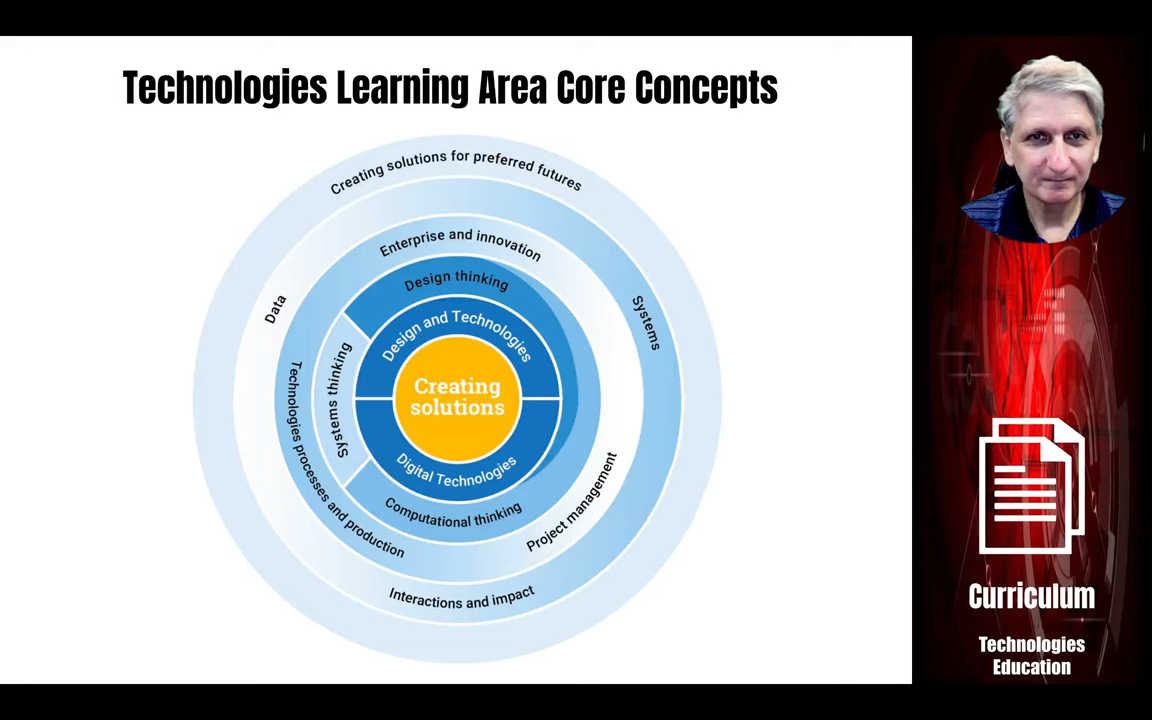 Technologies Learning Area Core Concepts
Creating solutions for preferred futures
Data
Systems
Interactions and impact
Enterprise and innovation
Technologies processes and production
Project management
Design thinking
Systems thinking
Computational thinking
Design and Technologies
Digital Technologies
Creating
solutions
Curriculum
Technologies
Education